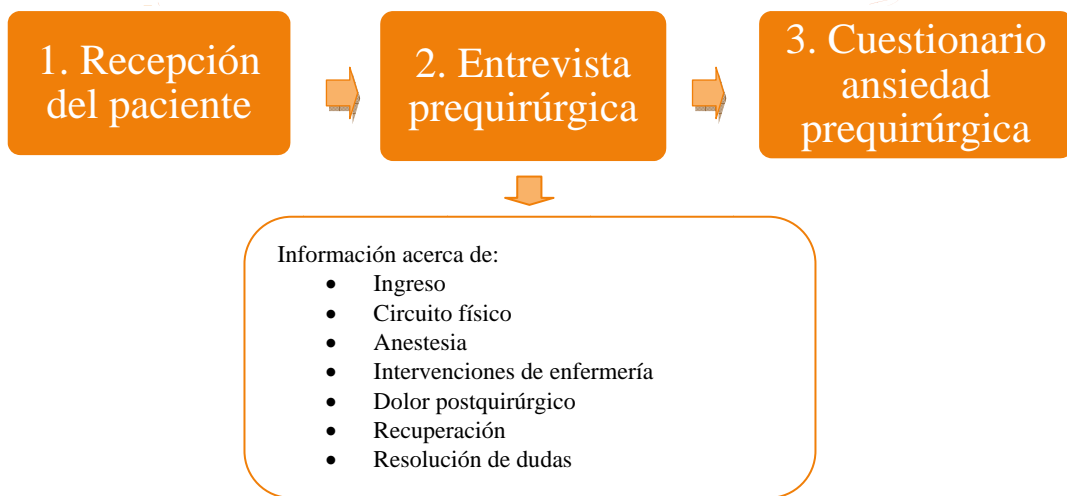 1. Recepción
del paciente
2. Entrevista
prequirúrgica
3. Cuestionario
ansiedad
prequirúrgica
Información acerca de:
• Ingreso
• Circuito físico
• Anestesia
• Intervenciones de enfermería
• Dolor postquirúrgico
• Recuperación
• Resolución de dudas